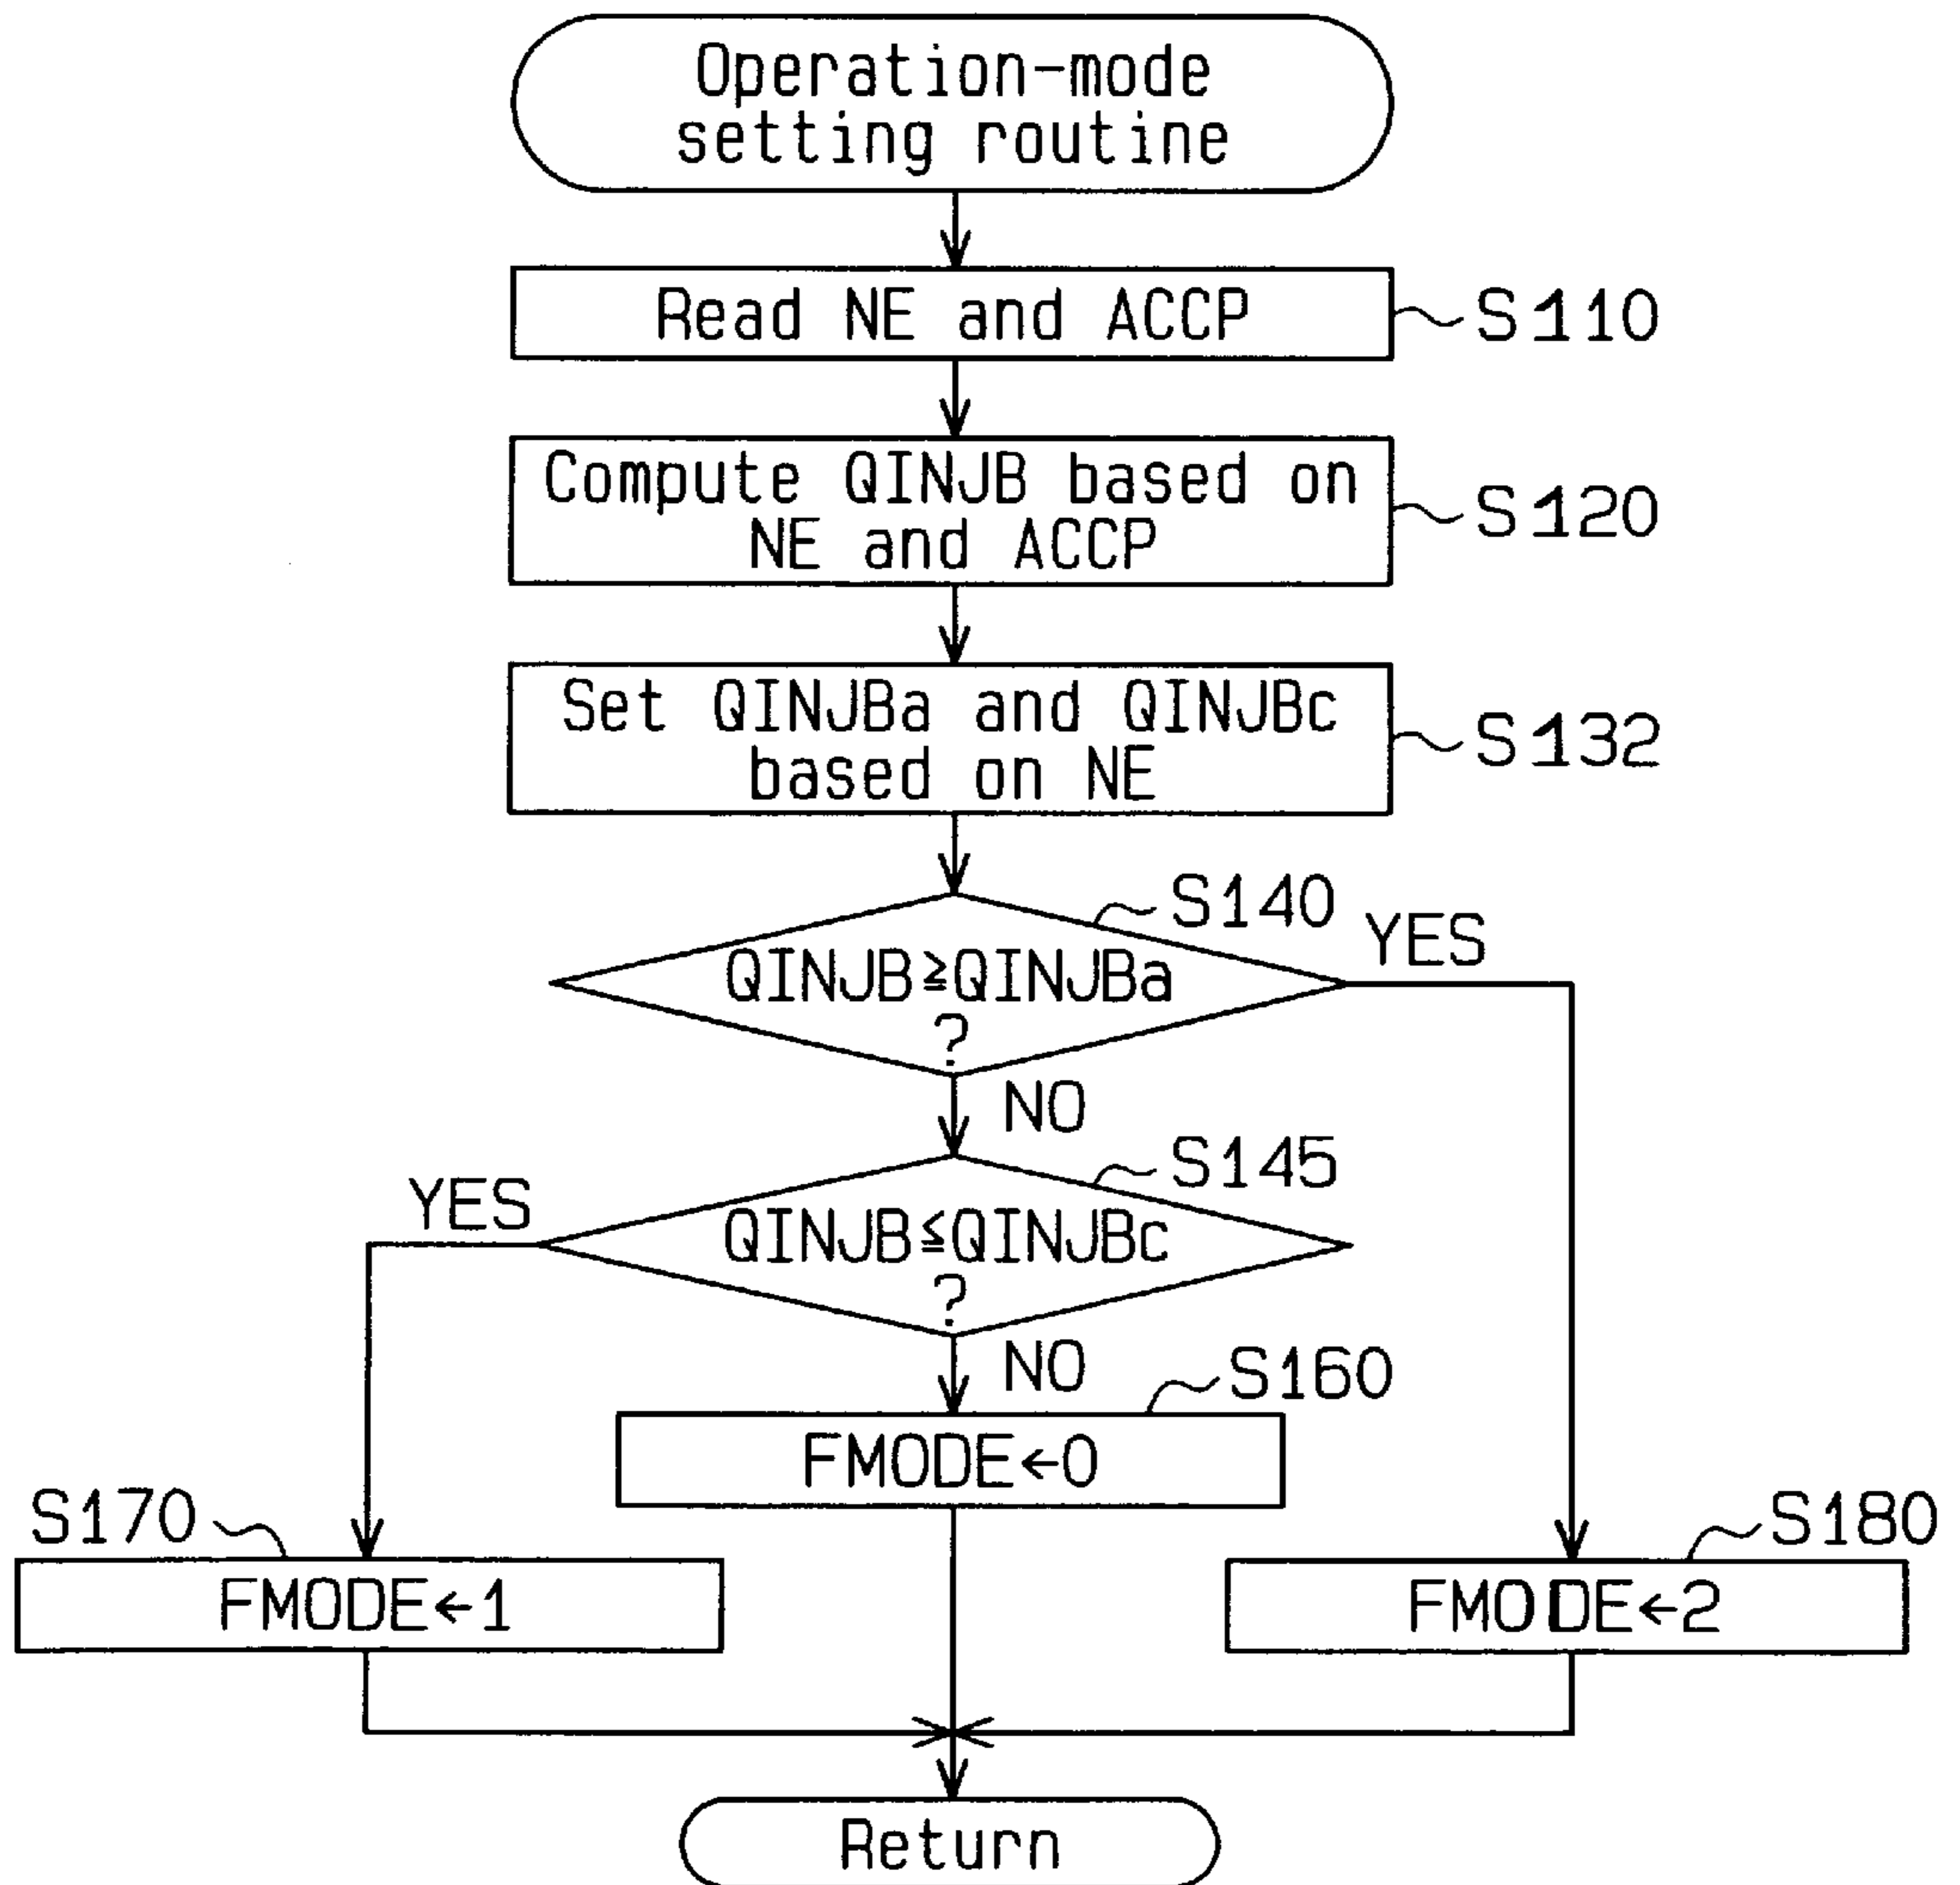 Operation-mode
setting routine
Read NE and ACCP
S110
Compute QINJB based on
NE and ACCP
S120
Set QINJBa and QINJBc
based on NE
S132
S140
QINJB≧QINJBa
?
YES
NO
S145
QINJB≦QINJBc
?
YES
NO
S160
FMODE←0
S170
FMODE←1
S180
FMODE←2
Return